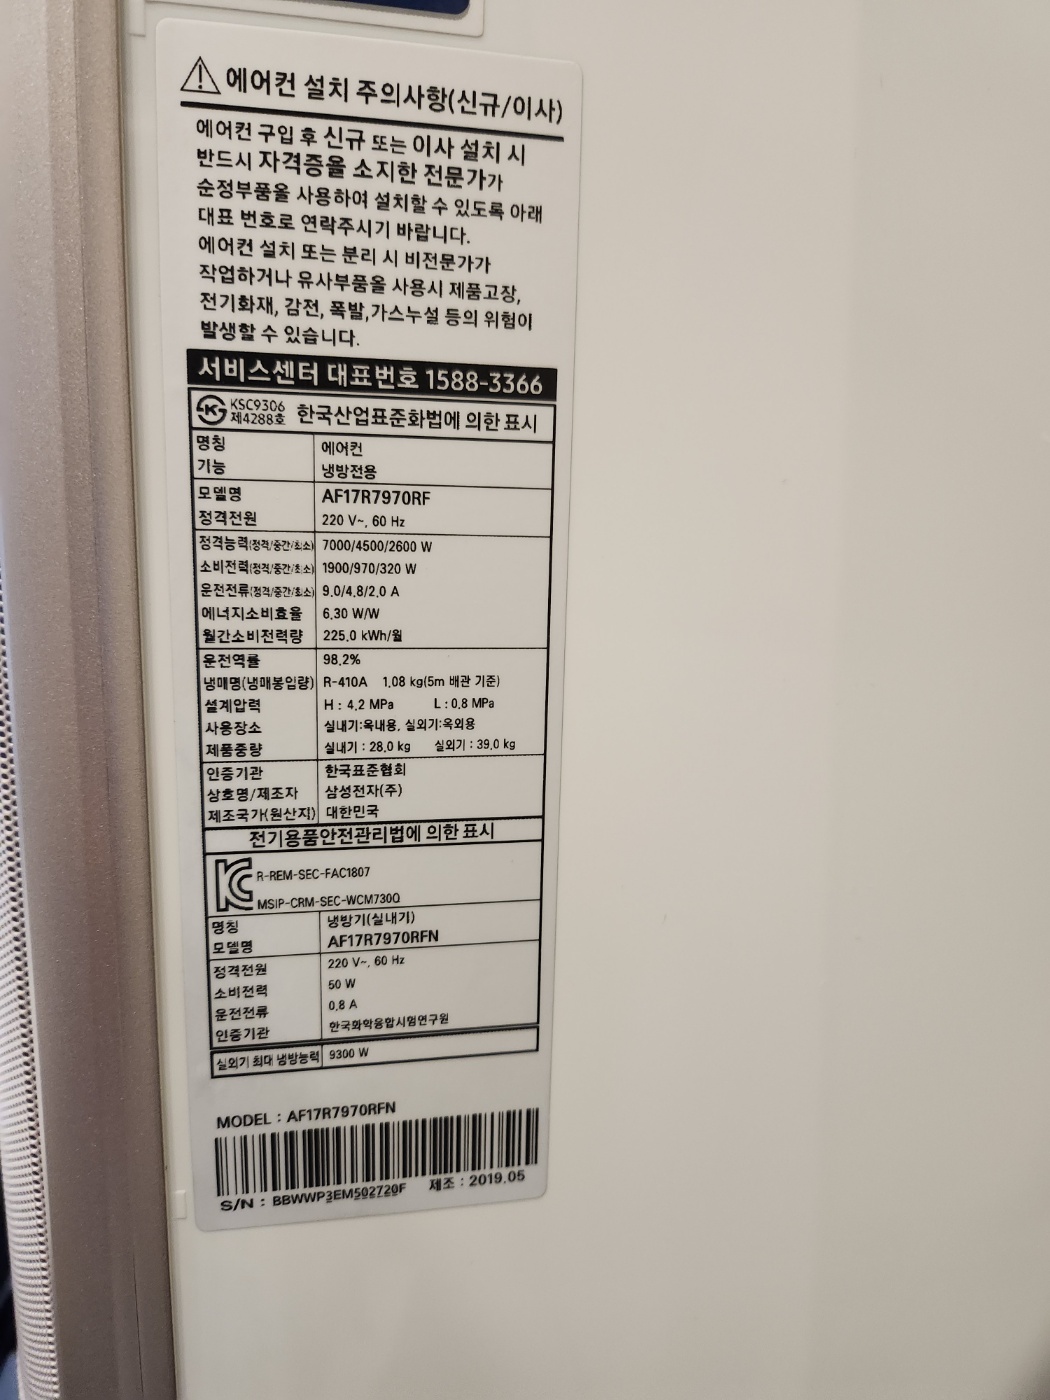 ⚠ 에어컨 설치 주의사항(신규/이사)
에어컨 구입 후 신규 또는 이사 설치 시
반드시 자격증을 소지한 전문가가
순정부품을 사용하여 설치할 수 있도록 아래
대표 번호로 연락주시기 바랍니다.
에어컨 설치 또는 분리 시 비전문가가
작업하거나 유사부품을 사용시 제품고장,
전기화재, 감전, 폭발,가스누설 등의 위험이
발생할 수 있습니다.
서비스센터 대표번호 1588-3366
KSC9306
제4288호 한국산업표준화법에 의한 표시
명칭 에어컨
기능 냉방전용
모델명 AF17R7970RF
정격전원 220 V~, 60 Hz
정격능력(정격/중간/최소) 7000/4500/2600 W
소비전력(정격/중간/최소) 1900/970/320 W
운전전류(정격/중간/최소) 9.0/4.8/2.0 A
에너지소비효율 6.30 W/W
월간소비전력량 225.0 kWh/월
운전역률 98.2%
냉매명(냉매봉입량) R-410A 1.08 kg(5m 배관 기준)
설계압력 H : 4.2 MPa L : 0.8 MPa
사용장소 실내기:옥내용, 실외기:옥외용
제품중량 실내기 : 28.0 kg 실외기 : 39.0 kg
인증기관 한국표준협회
상호명/제조자 삼성전자(주)
제조국가(원산지) 대한민국
전기용품안전관리법에 의한 표시
R-REM-SEC-FAC1807
MSIP-CRM-SEC-WCM730Q
명칭 냉방기(실내기)
모델명 AF17R7970RFN
정격전원 220 V~, 60 Hz
소비전력 50 W
운전전류 0.8 A
인증기관 한국화학융합시험연구원
실외기 최대 냉방능력 9300 W
MODEL : AF17R7970RFN
S/N : BBWWP3EM502720F 제조 : 2019.05